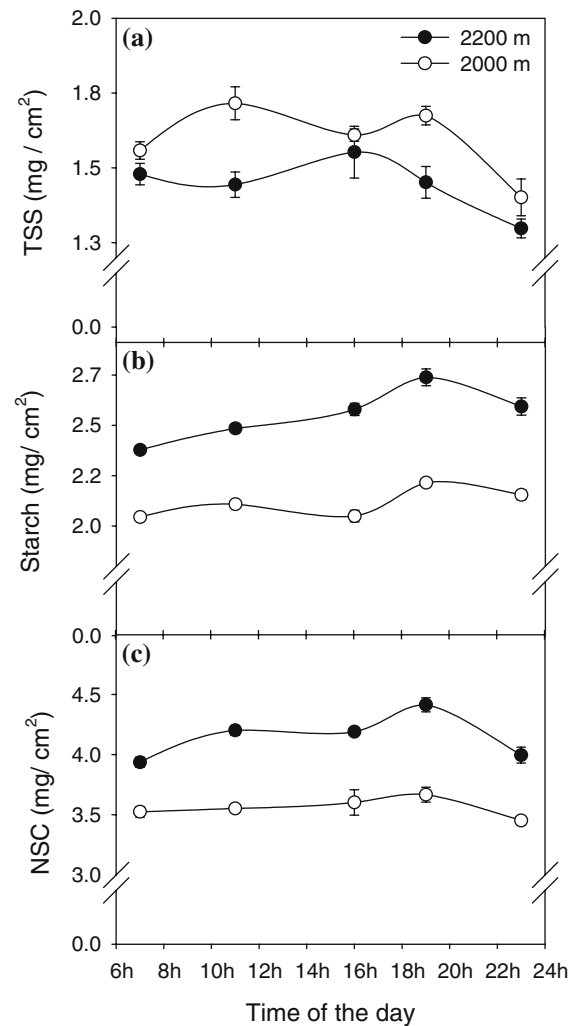 (a)
2200 m
2000 m
TSS (mg / cm²)
2.0
1.8
1.5
1.3
0.0
(b)
Starch (mg/ cm²)
2.7
2.5
2.2
2.0
0.0
(c)
NSC (mg/ cm²)
4.5
4.0
3.5
3.0
0.0
6h 8h 10h 12h 14h 16h 18h 20h 22h 24h
Time of the day